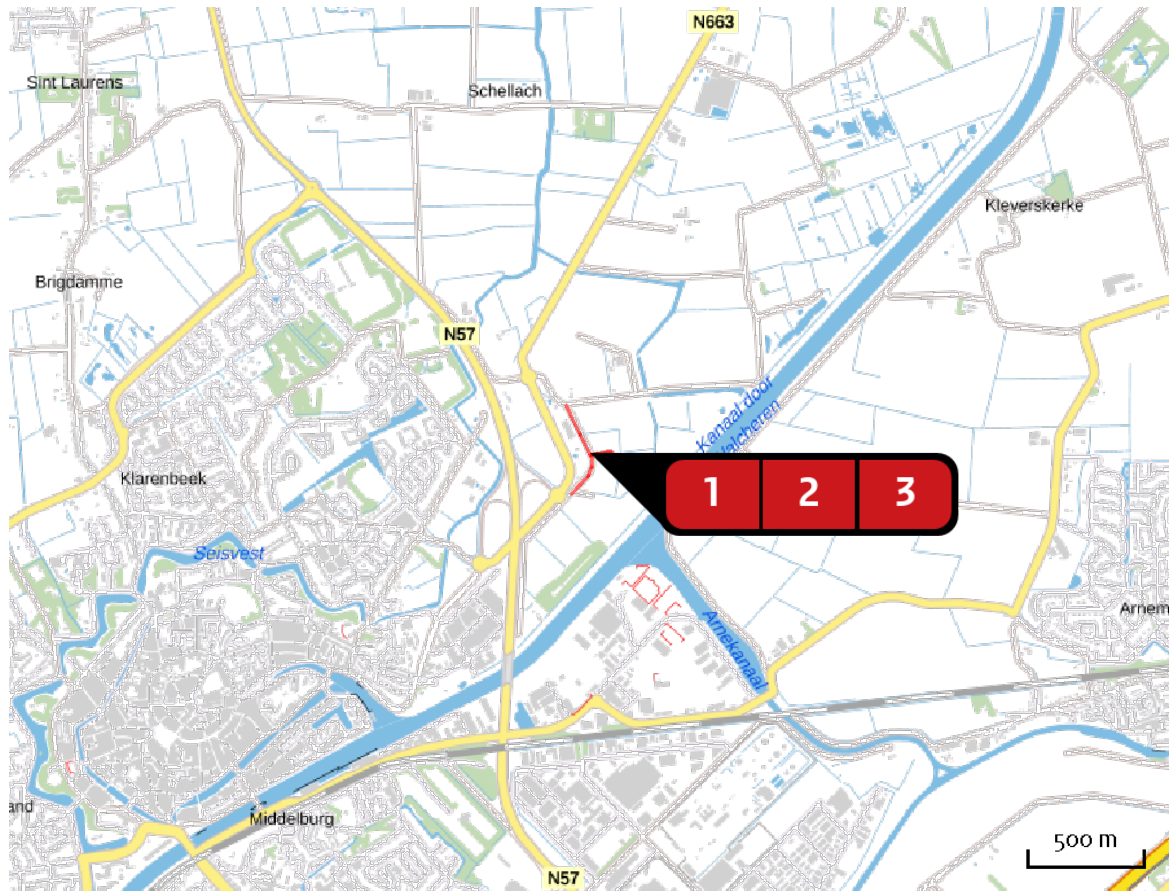 N663
Sint Laurens
Schellach
Kleverskerke
Brigdamme
N57
Kanaal door
Walcheren
Klarenbeek
1 2 3
Seisvest
Arnem
Arnekanaal
and
Middelburg
500 m
N57